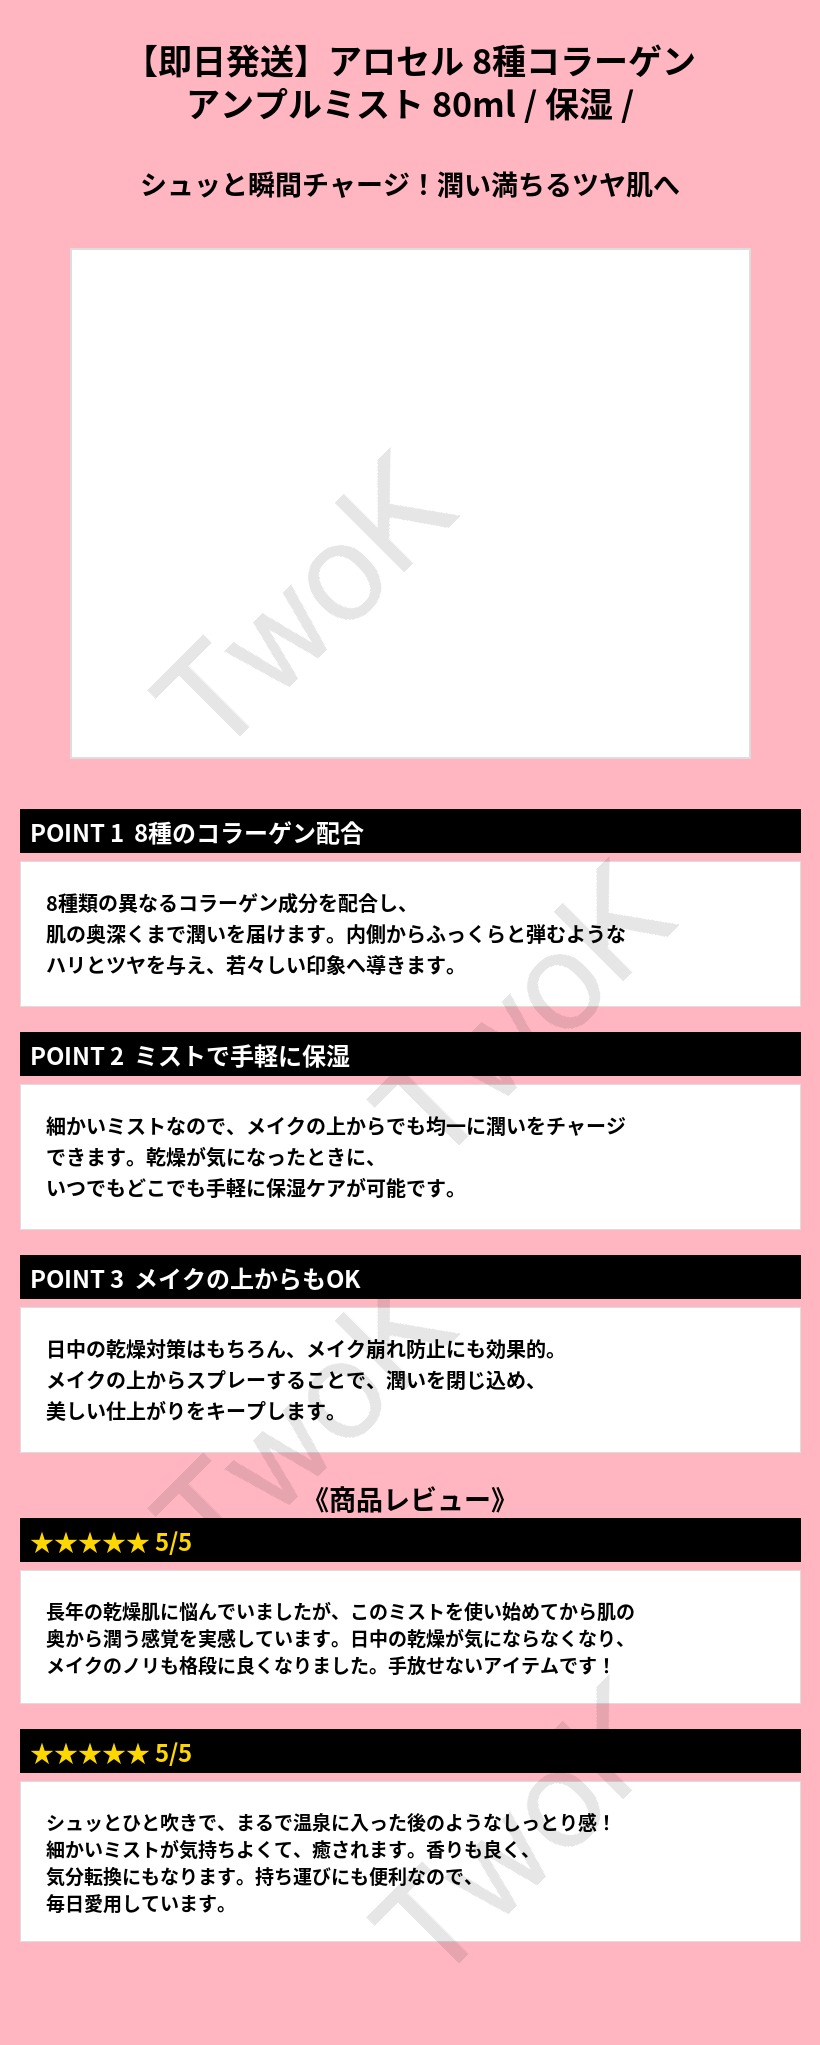 【即日発送】アロセル 8種コラーゲン
アンプルミスト 80ml / 保湿 /
シュッと瞬間チャージ！潤い満ちるツヤ肌へ
TwoK
POINT 1 8種のコラーゲン配合
8種類の異なるコラーゲン成分を配合し、
肌の奥深くまで潤いを届けます。内側からふっくらと弾むような
ハリとツヤを与え、若々しい印象へ導きます。
TwoK
POINT 2 ミストで手軽に保湿
細かいミストなので、メイクの上からでも均一に潤いをチャージ
できます。乾燥が気になったときに、
いつでもどこでも手軽に保湿ケアが可能です。
POINT 3 メイクの上からもOK
日中の乾燥対策はもちろん、メイク崩れ防止にも効果的。
メイクの上からスプレーすることで、潤いを閉じ込め、
美しい仕上がりをキープします。
TwoK
《商品レビュー》
★★★★★ 5/5
長年の乾燥肌に悩んでいましたが、このミストを使い始めてから肌の
奥から潤う感覚を実感しています。日中の乾燥が気にならなくなり、
メイクのノリも格段に良くなりました。手放せないアイテムです！
★★★★★ 5/5
シュッとひと吹きで、まるで温泉に入った後のようなしっとり感！
細かいミストが気持ちよくて、癒されます。香りも良く、
気分転換にもなります。持ち運びにも便利なので、
毎日愛用しています。
TwoK